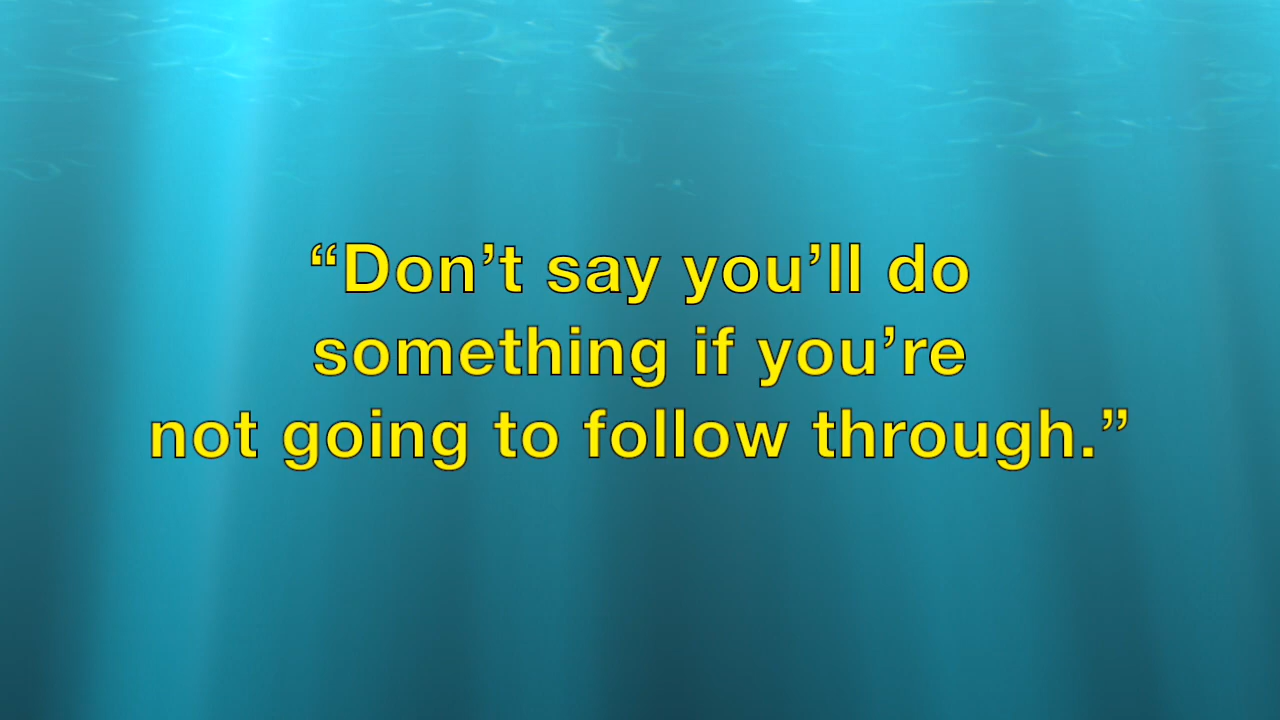 “Don’t say you’ll do
something if you’re
not going to follow through.”